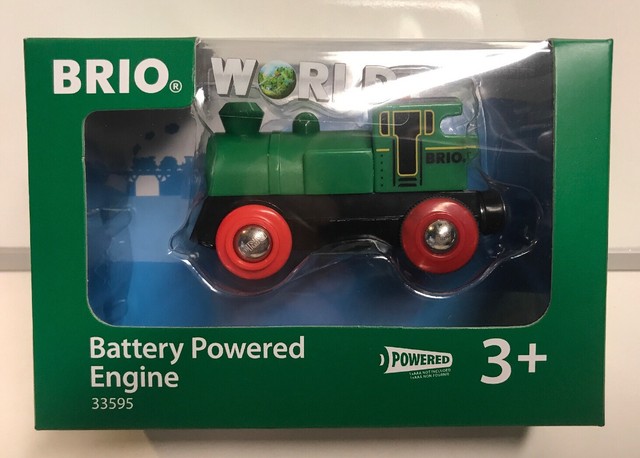 BRIO®
WORLD
BRIO
Battery Powered
Engine
33595
POWERED
3+